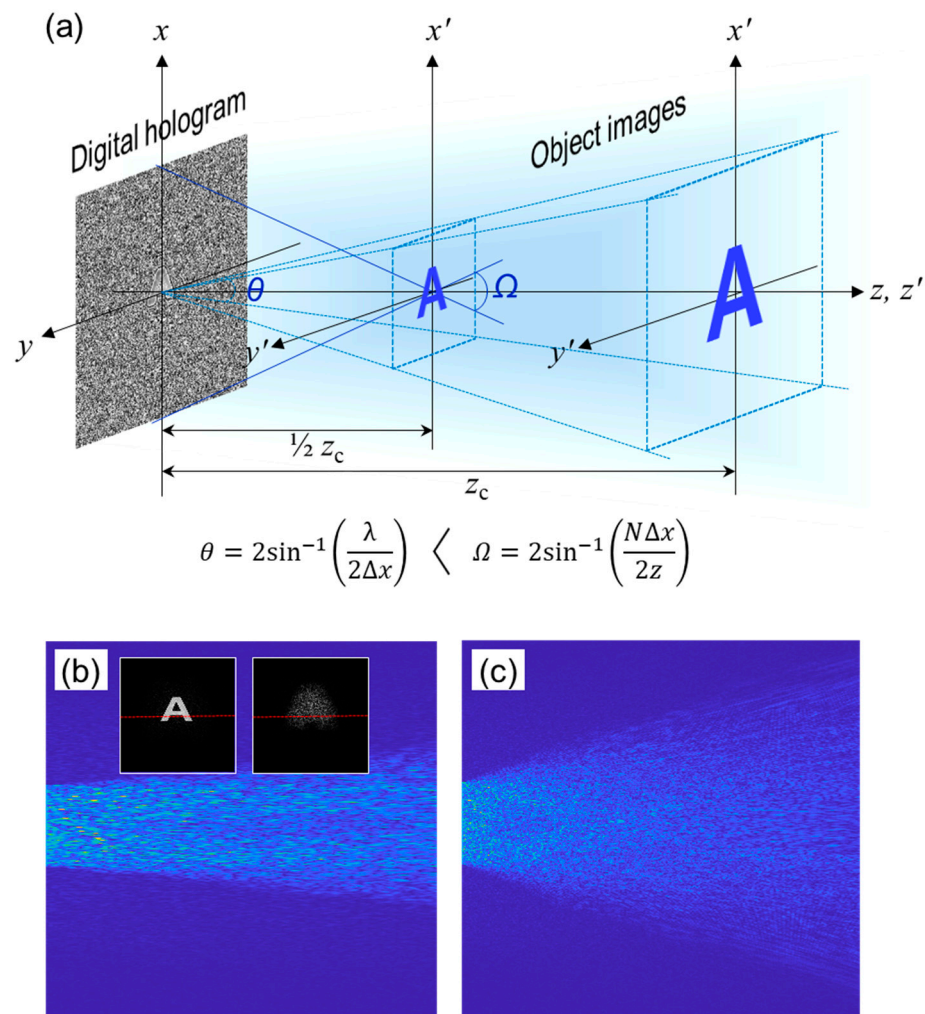 (a)
x
x′
x′
Digital hologram
Object images
θ
A
Ω
A
z, z′
y
y′
y′
½ z_c
z_c
θ = 2sin⁻¹(λ/2Δx) < Ω = 2sin⁻¹(NΔx/2z)
(b)
A
(c)